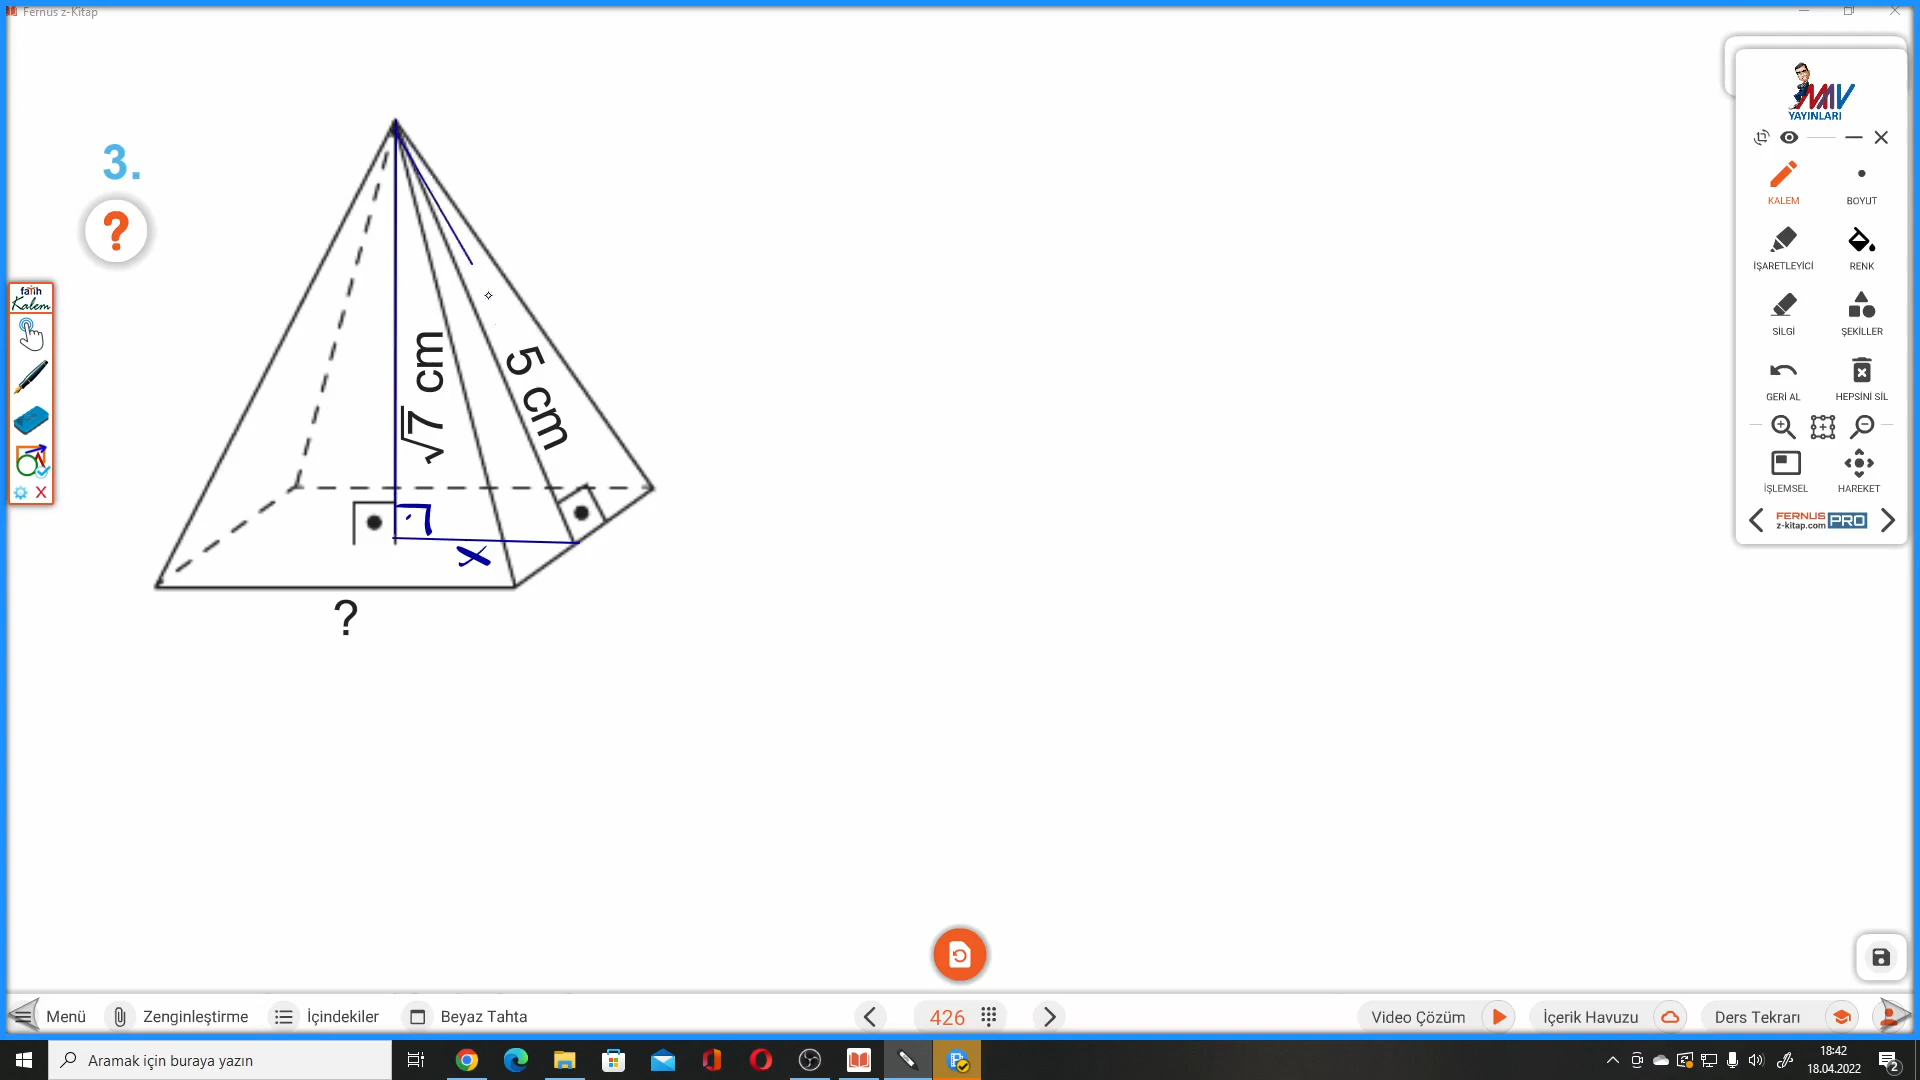 Fernus z-Kitap
3.
?
√7 cm
5 cm
x
?
fatih
Kalem
MAV
YAYINLARI
KALEM
BOYUT
İŞARETLEYİCİ
RENK
SİLGİ
ŞEKİLLER
GERİ AL
HEPSİNİ SİL
İŞLEMSEL
HAREKET
FERNUS
z-kitap.com PRO
Menü
Zenginleştirme
İçindekiler
Beyaz Tahta
426
Video Çözüm
İçerik Havuzu
Ders Tekrarı
Aramak için buraya yazın
18:42
18.04.2022
2